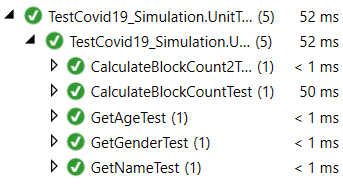 TestCovid19_Simulation.UnitT... (5) 52 ms
TestCovid19_Simulation.U... (5) 52 ms
CalculateBlockCount2T... (1) < 1 ms
CalculateBlockCountTest (1) 50 ms
GetAgeTest (1) < 1 ms
GetGenderTest (1) < 1 ms
GetNameTest (1) < 1 ms